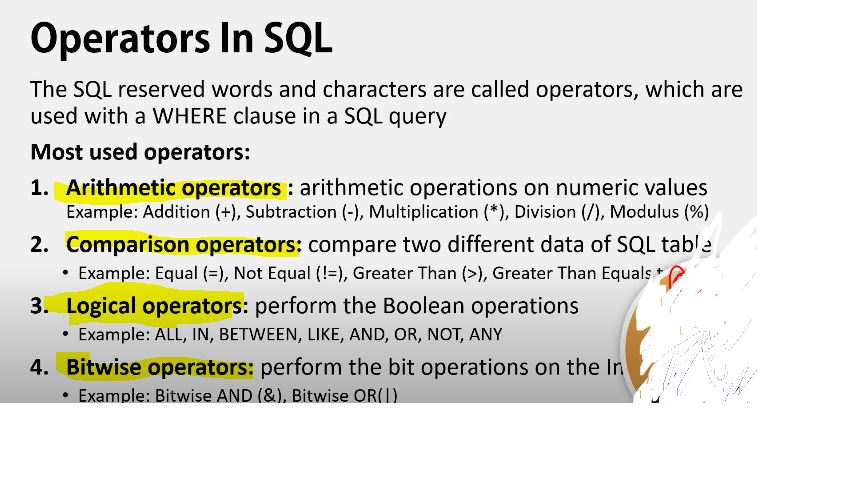 Operators In SQL
The SQL reserved words and characters are called operators, which are
used with a WHERE clause in a SQL query
Most used operators:
1. Arithmetic operators : arithmetic operations on numeric values
Example: Addition (+), Subtraction (-), Multiplication (*), Division (/), Modulus (%)
2. Comparison operators: compare two different data of SQL table
• Example: Equal (=), Not Equal (!=), Greater Than (>), Greater Than Equals
3. Logical operators: perform the Boolean operations
• Example: ALL, IN, BETWEEN, LIKE, AND, OR, NOT, ANY
4. Bitwise operators: perform the bit operations on the
• Example: Bitwise AND (&), Bitwise OR(|)